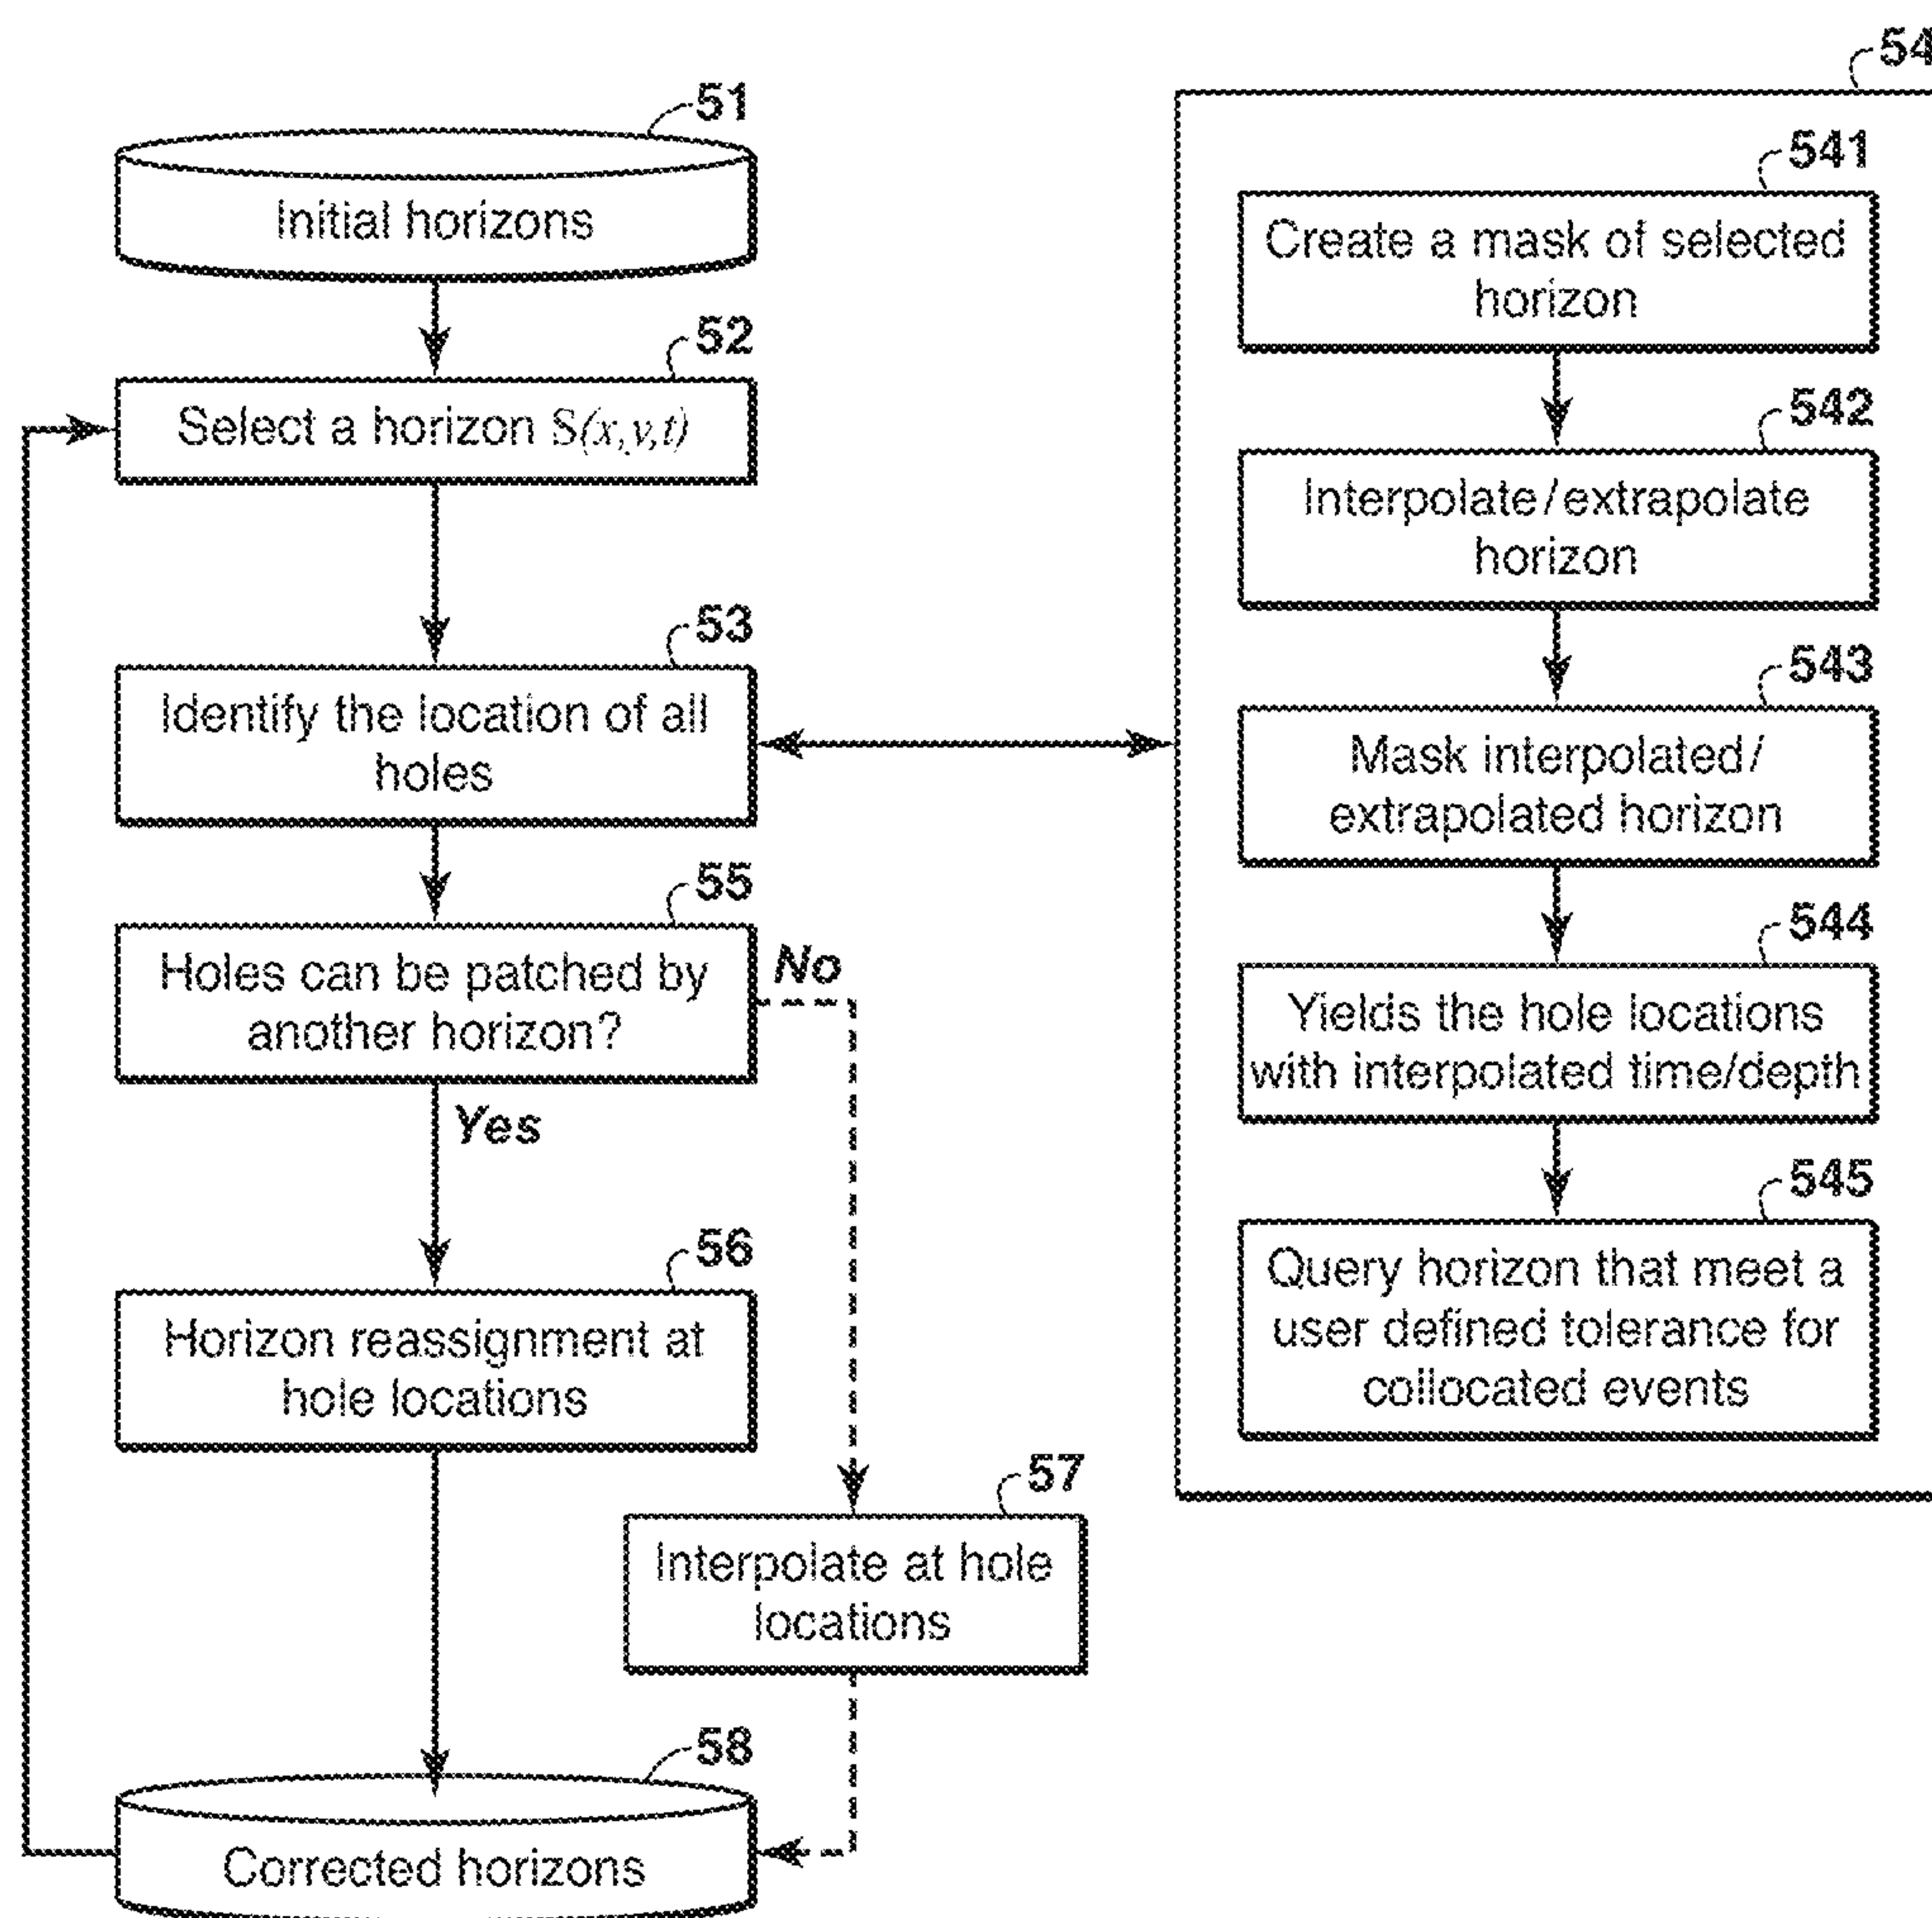 51
Initial horizons
52
Select a horizon S(x,y,t)
53
Identify the location of all
holes
55
Holes can be patched by
another horizon?
No
Yes
56
Horizon reassignment at
hole locations
57
Interpolate at hole
locations
58
Corrected horizons
54
541
Create a mask of selected
horizon
542
Interpolate/extrapolate
horizon
543
Mask interpolated/
extrapolated horizon
544
Yields the hole locations
with interpolated time/depth
545
Query horizon that meet a
user defined tolerance for
collocated events